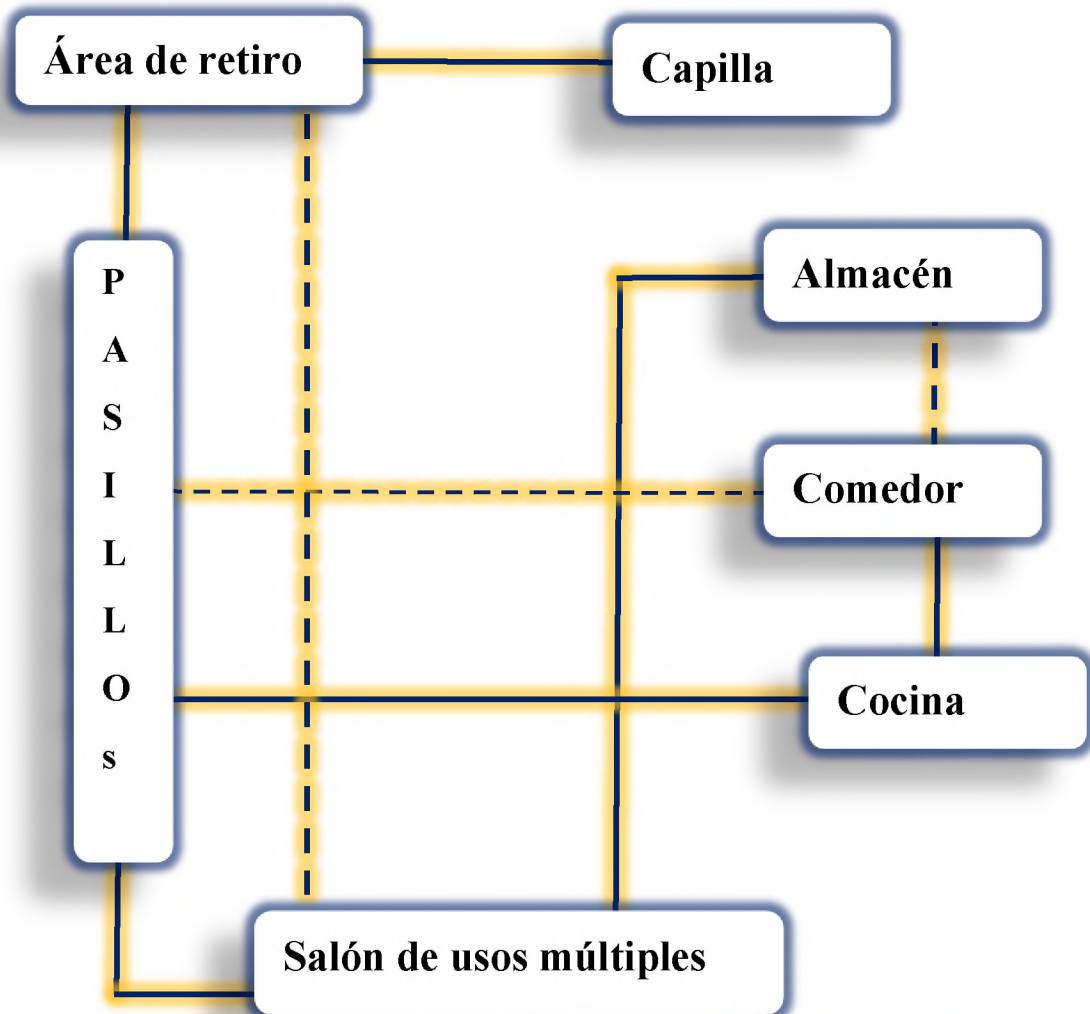 Área de retiro
Capilla
P
A
S
I
L
L
O
s
Almacén
Comedor
Cocina
Salón de usos múltiples